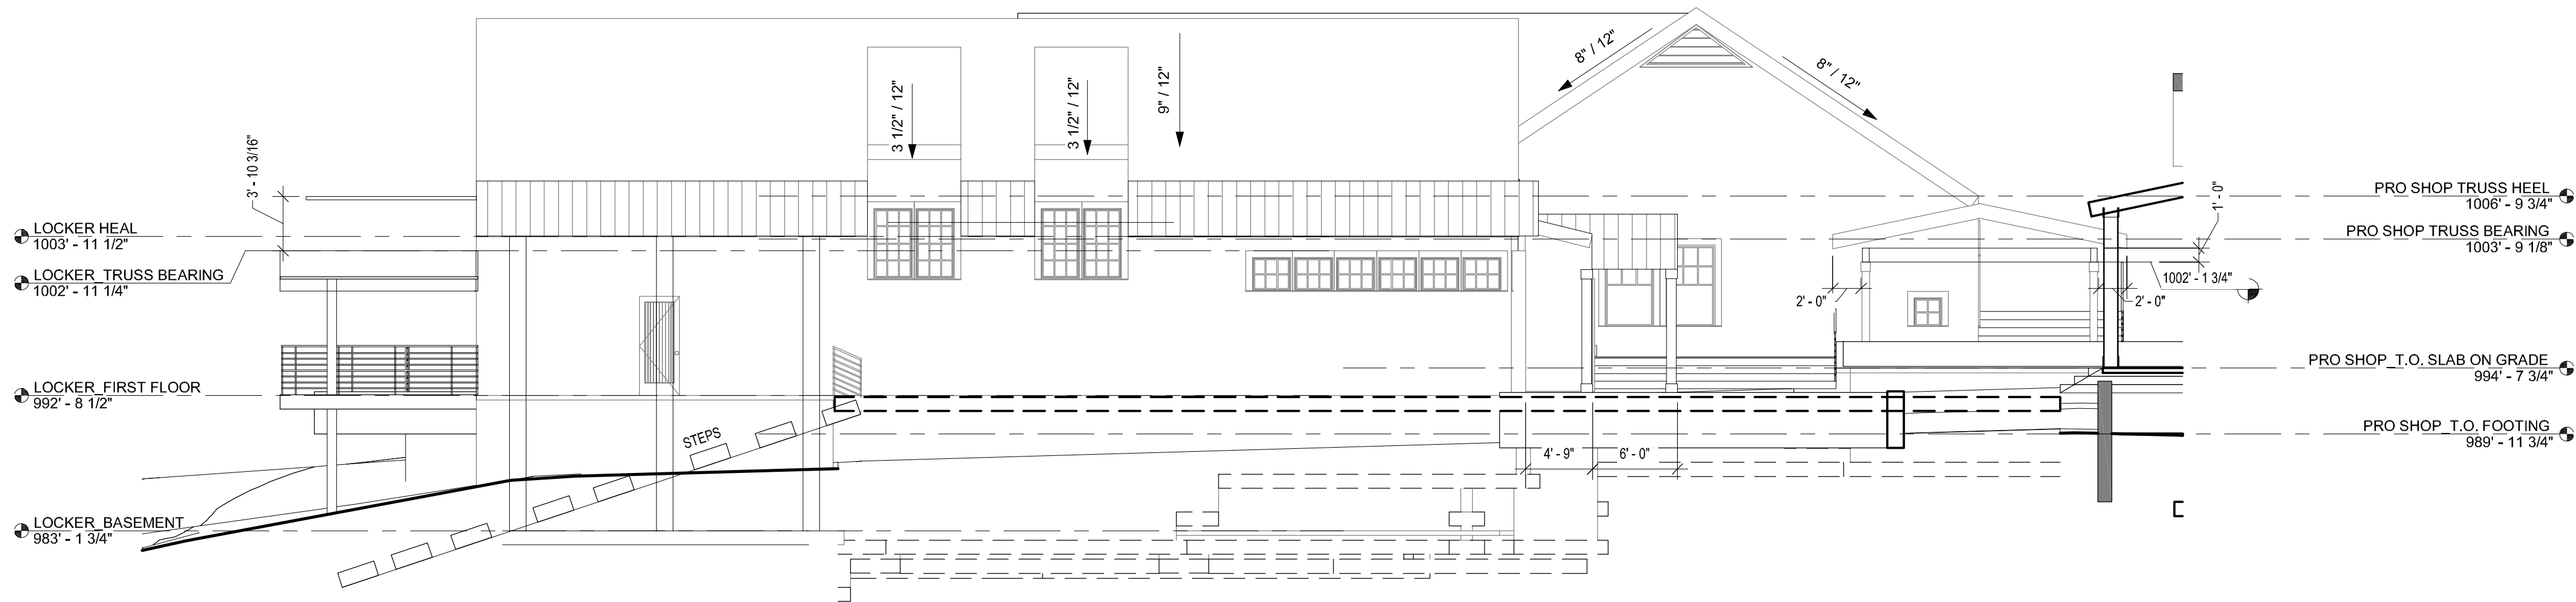 8" / 12"
8" / 12"
3 1/2" / 12"
3 1/2" / 12"
9" / 12"
3' - 10 3/16"
LOCKER HEAL
1003' - 11 1/2"
LOCKER_TRUSS BEARING
1002' - 11 1/4"
LOCKER_FIRST FLOOR
992' - 8 1/2"
LOCKER_BASEMENT
983' - 1 3/4"
STEPS
4' - 9"
6' - 0"
2' - 0"
2' - 0"
1' - 0"
1002' - 1 3/4"
PRO SHOP TRUSS HEEL
1006' - 9 3/4"
PRO SHOP TRUSS BEARING
1003' - 9 1/8"
PRO SHOP_T.O. SLAB ON GRADE
994' - 7 3/4"
PRO SHOP_T.O. FOOTING
989' - 11 3/4"